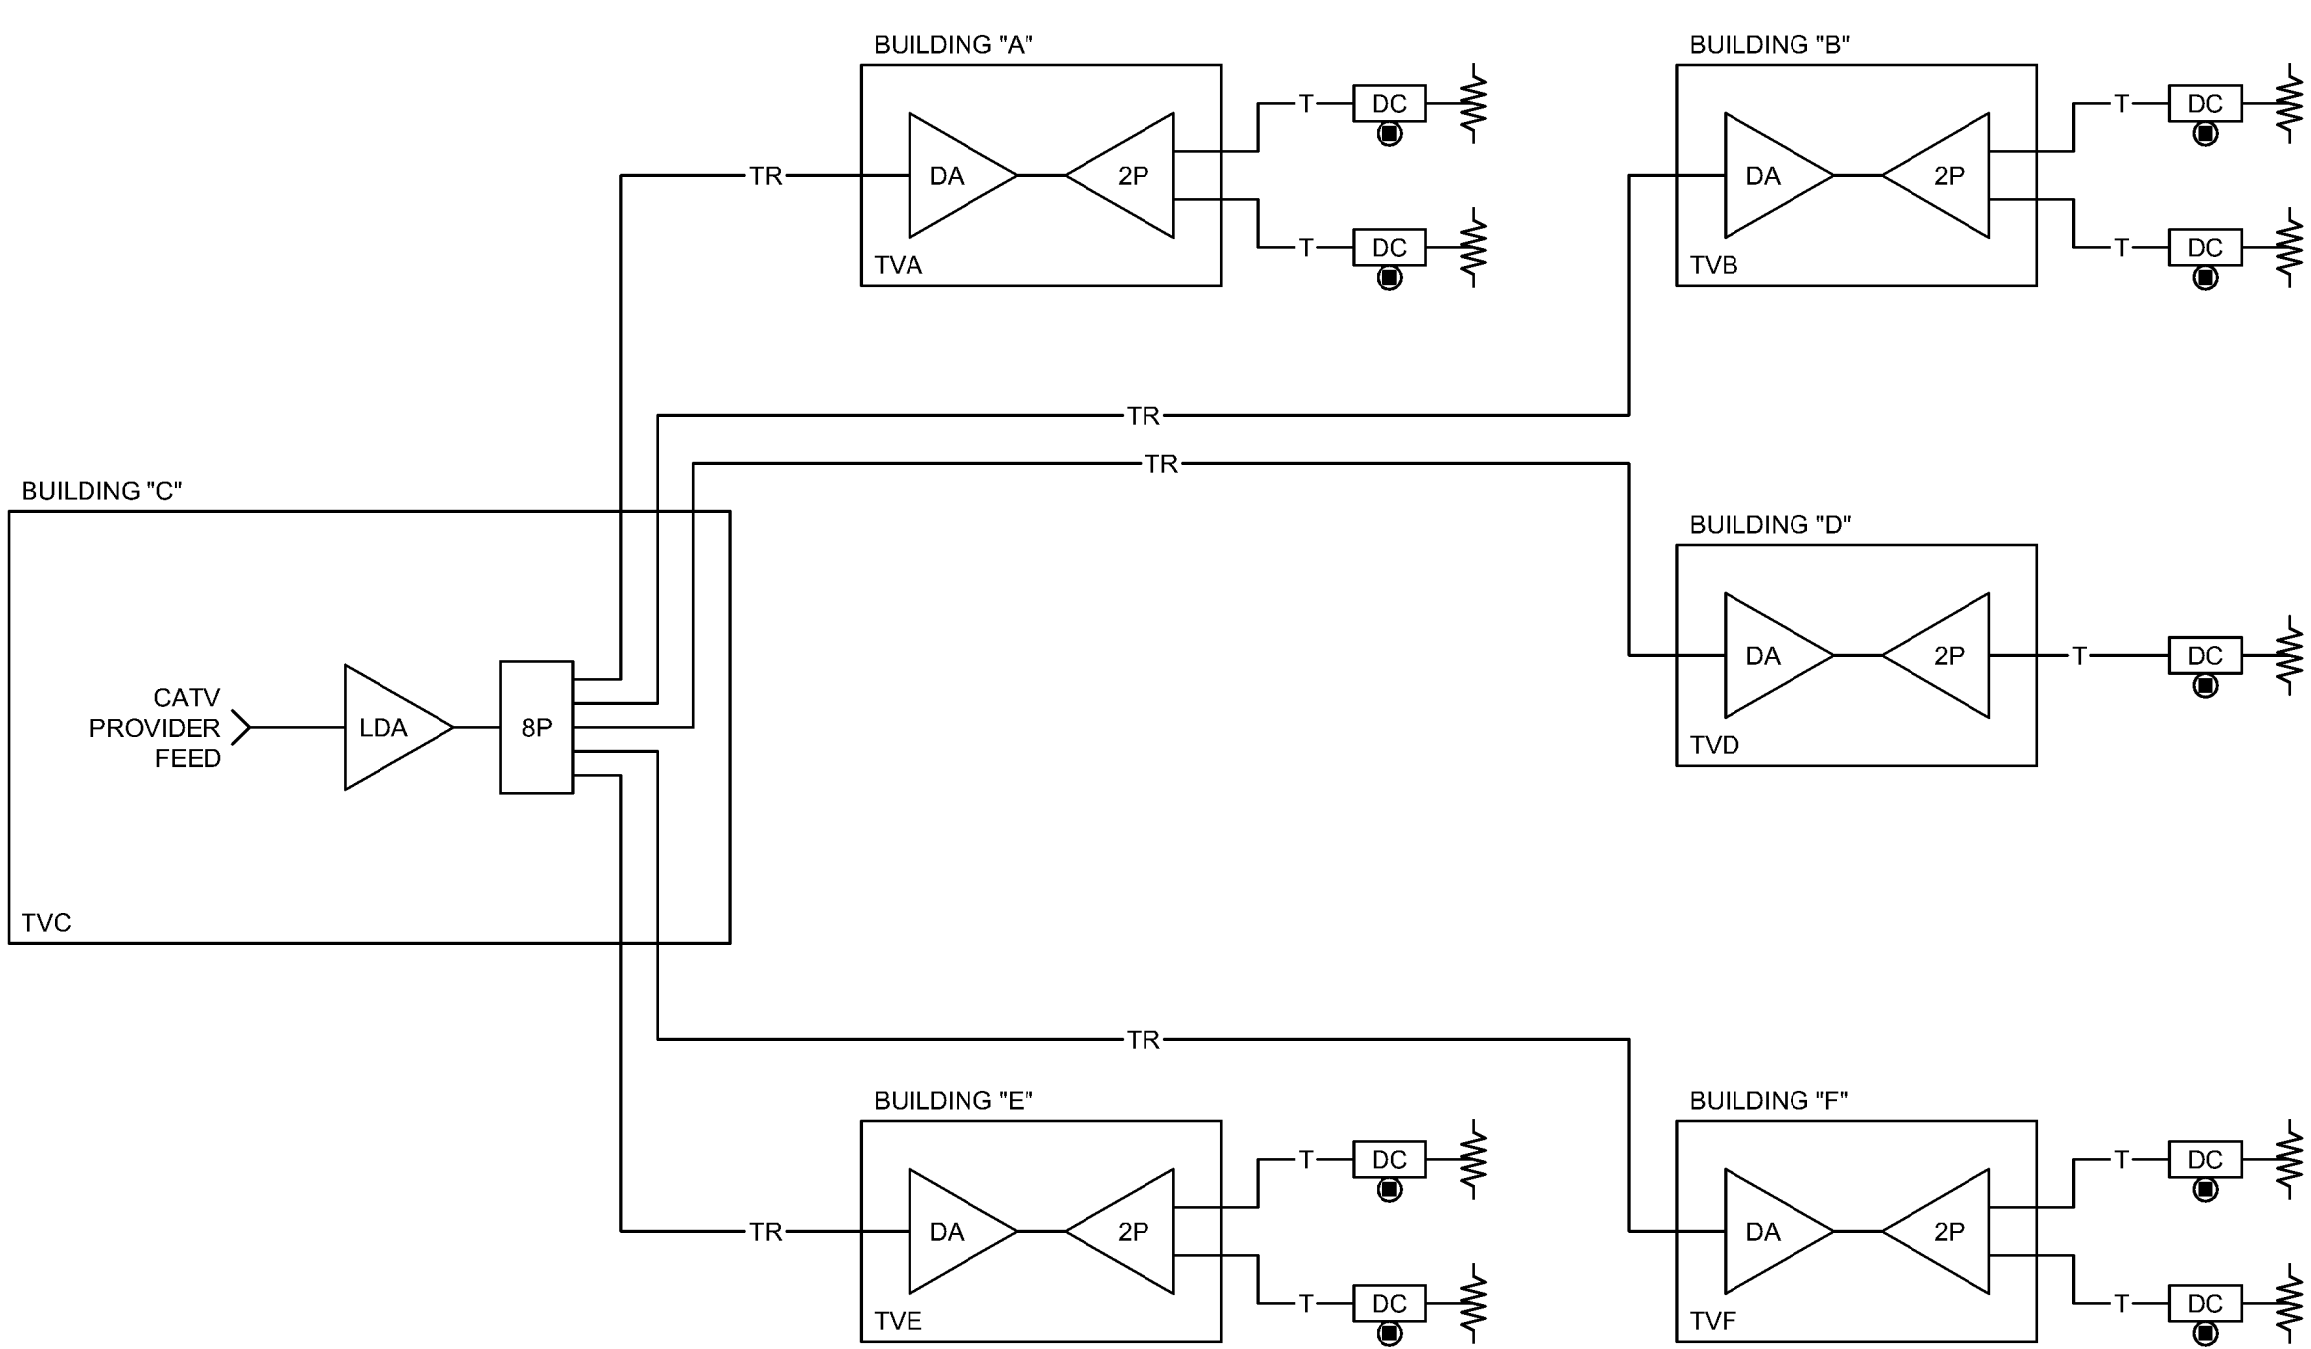 BUILDING "A"
BUILDING "B"
T
DC
T
DC
TR
DA
2P
DA
2P
TVA
T
DC
TVB
T
DC
TR
TR
BUILDING "C"
BUILDING "D"
DA
2P
T
DC
CATV
PROVIDER
FEED
LDA
8P
TVD
TVC
TR
BUILDING "E"
BUILDING "F"
T
DC
T
DC
TR
DA
2P
DA
2P
TVE
T
DC
TVF
T
DC